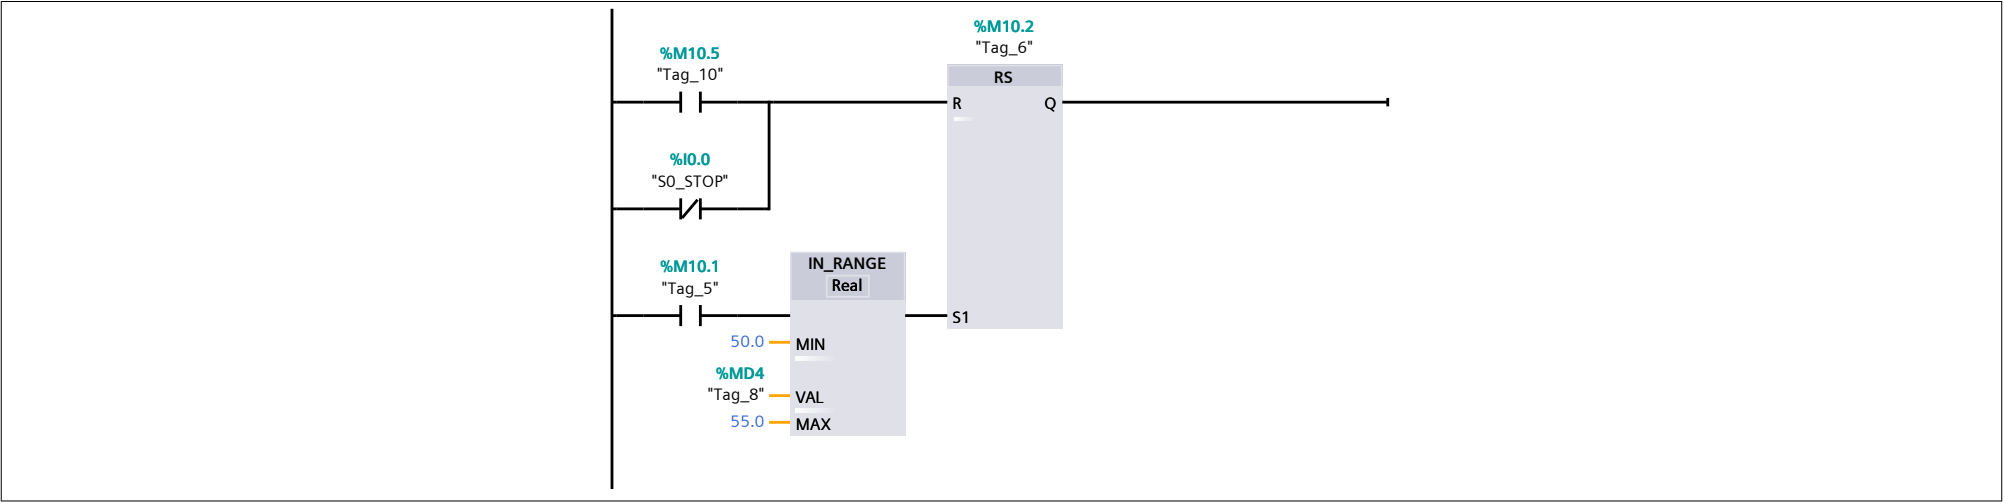 %M10.2
"Tag_6"
%M10.5
"Tag_10"
RS
R
Q
%I0.0
"S0_STOP"
%M10.1
"Tag_5"
IN_RANGE
Real
S1
50.0
MIN
%MD4
"Tag_8"
VAL
55.0
MAX